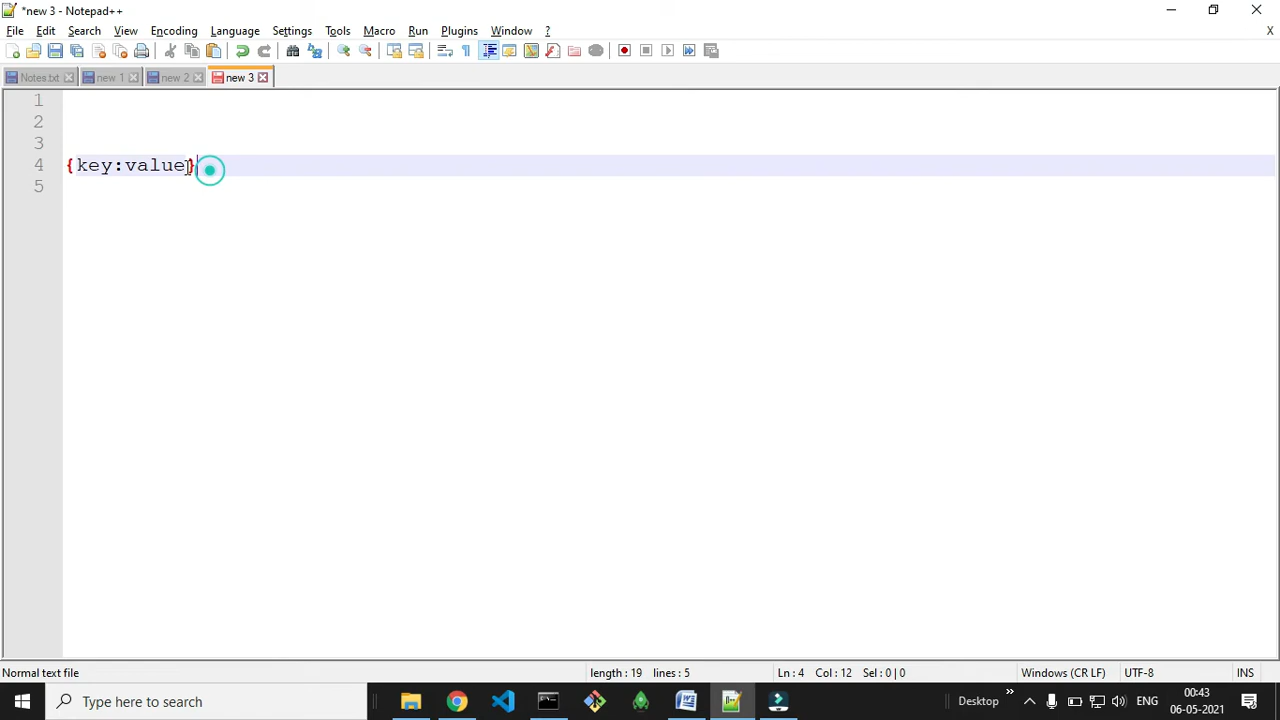 *new 3 - Notepad++
File Edit Search View Encoding Language Settings Tools Macro Run Plugins Window ? X
Notes.txt new 1 new 2 new 3
1
2
3
4 {key:value}
5
Normal text file length : 19 lines : 5 Ln : 4 Col : 12 Sel : 0 | 0 Windows (CR LF) UTF-8 INS
Type here to search Desktop » ENG 00:43
06-05-2021